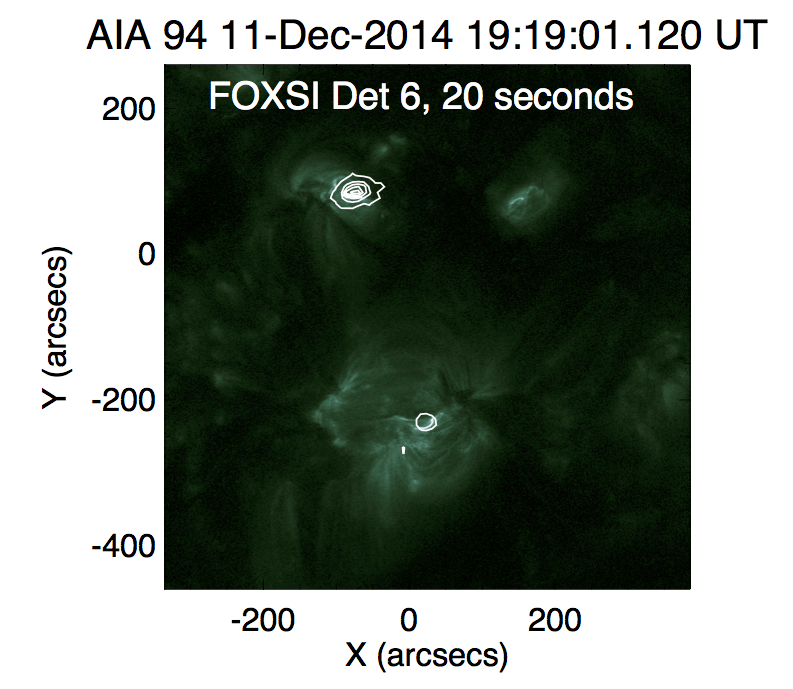 AIA 94 11-Dec-2014 19:19:01.120 UT
FOXSI Det 6, 20 seconds
200
0
-200
-400
Y (arcsecs)
-200 0 200
X (arcsecs)